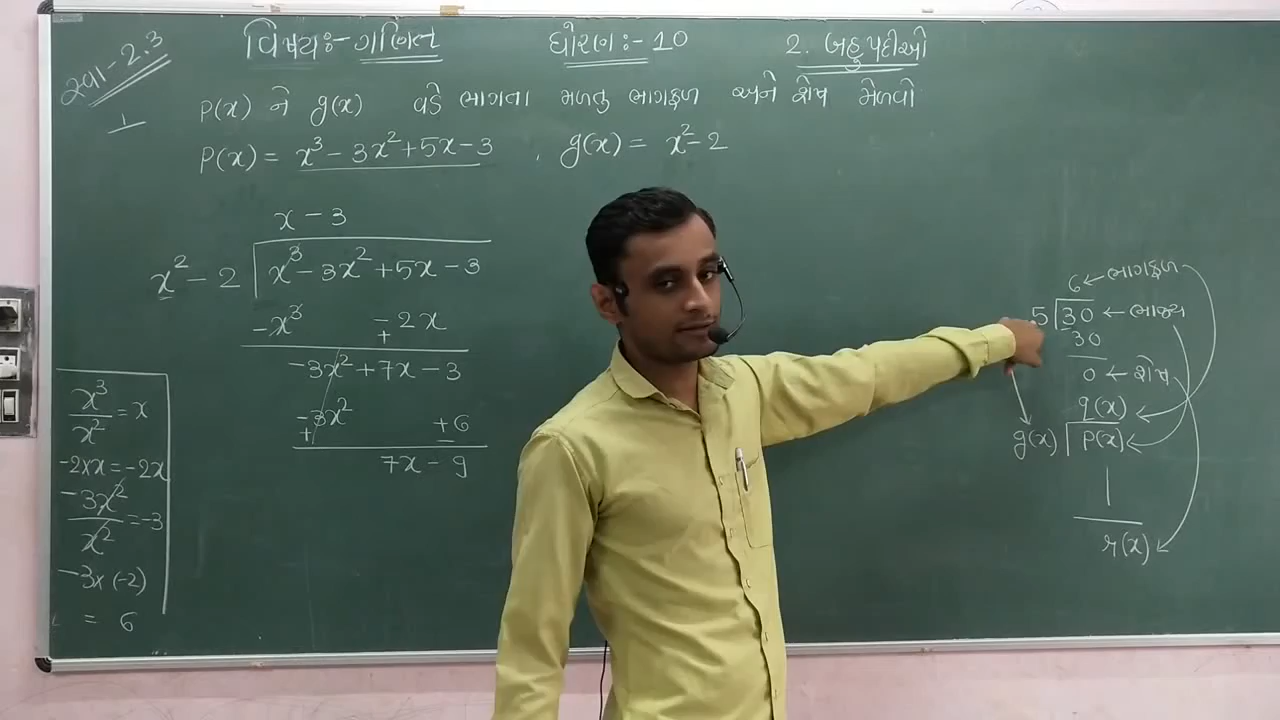 સ્વા-2.3
વિષય:- ગણિત
ધોરણ:- 10
2. બહુપદીઓ
1
P(x) ને g(x) વડે ભાગતા મળતુ ભાગફળ અને શેષ મેળવો
P(x) = x³ - 3x² + 5x - 3 , g(x) = x² - 2
x - 3
x² - 2 x³ - 3x² + 5x - 3
- x³ - 2x
+
- 3x² + 7x - 3
- 3x² + 6
+ -
7x - 9
x³/x² = x
-2 x x = -2x
-3x²/x² = -3
-3 x (-2)
= 6
6 ← ભાગફળ
5 30 ← ભાજ્ય
30
0 ← શેષ
q(x)
g(x) P(x)
r(x)